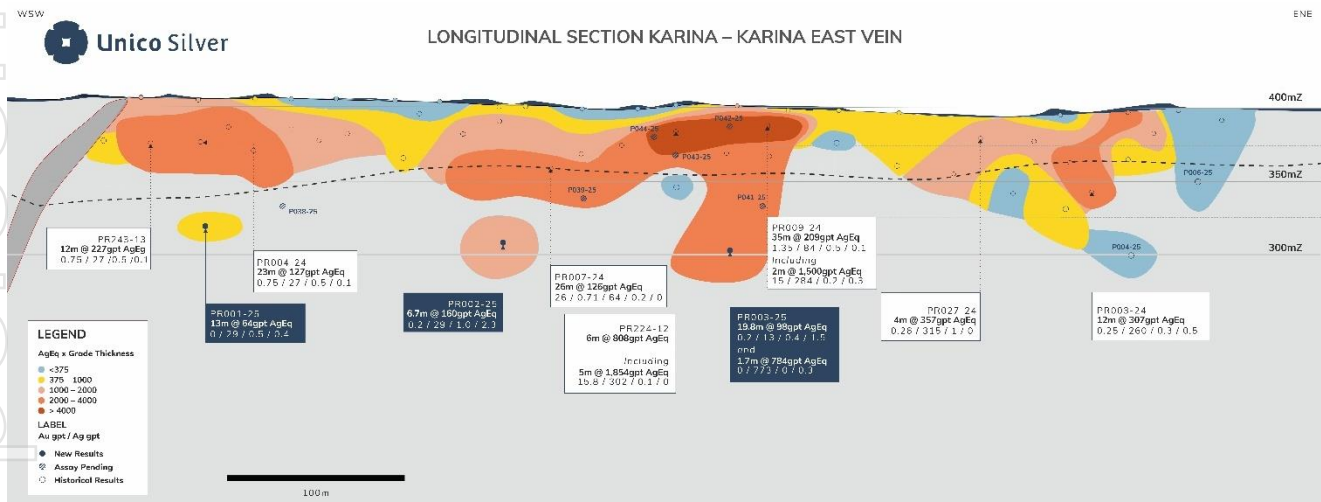 WSW
ENE
Unico Silver
LONGITUDINAL SECTION KARINA – KARINA EAST VEIN
400mZ
P044-25
P042-25
P043-25
350mZ
P006-25
P039-25
P041-25
P038-25
P004-25
300mZ
PR243-13
12m @ 227gpt AgEq
0.75 / 27 /0.5 /0.1
PR004-24
23m @ 127gpt AgEq
0.75 / 27 / 0.5 / 0.1
PR001-25
13m @ 64gpt AgEq
0 / 29 / 0.5 / 0.4
PR002-25
6.7m @ 160gpt AgEq
0.2 / 29 / 1.0 / 2.3
PR007-24
26m @ 126gpt AgEq
26 / 0.71 / 64 / 0.2 / 0
PR224-12
6m @ 808gpt AgEq
Including
5m @ 1,854gpt AgEq
15.8 / 302 / 0.1 / 0
PR003-25
19.8m @ 98gpt AgEq
0.2 / 13 / 0.4 / 1.5
and
1.7m @ 784gpt AgEq
0 / 773 / 0 / 0.3
PR009-24
35m @ 209gpt AgEq
1.35 / 84 / 0.5 / 0.1
Including
2m @ 1,500gpt AgEq
15 / 284 / 0.2 / 0.3
PR027-24
4m @ 357gpt AgEq
0.26 / 315 / 1 / 0
PR003-24
12m @ 307gpt AgEq
0.25 / 260 / 0.3 / 0.5
LEGEND
AgEq x Grade Thickness
<375
375 - 1000
1000 – 2000
2000 – 4000
> 4000
LABEL
Au gpt / Ag gpt
New Results
Assay Pending
Historical Results
100m